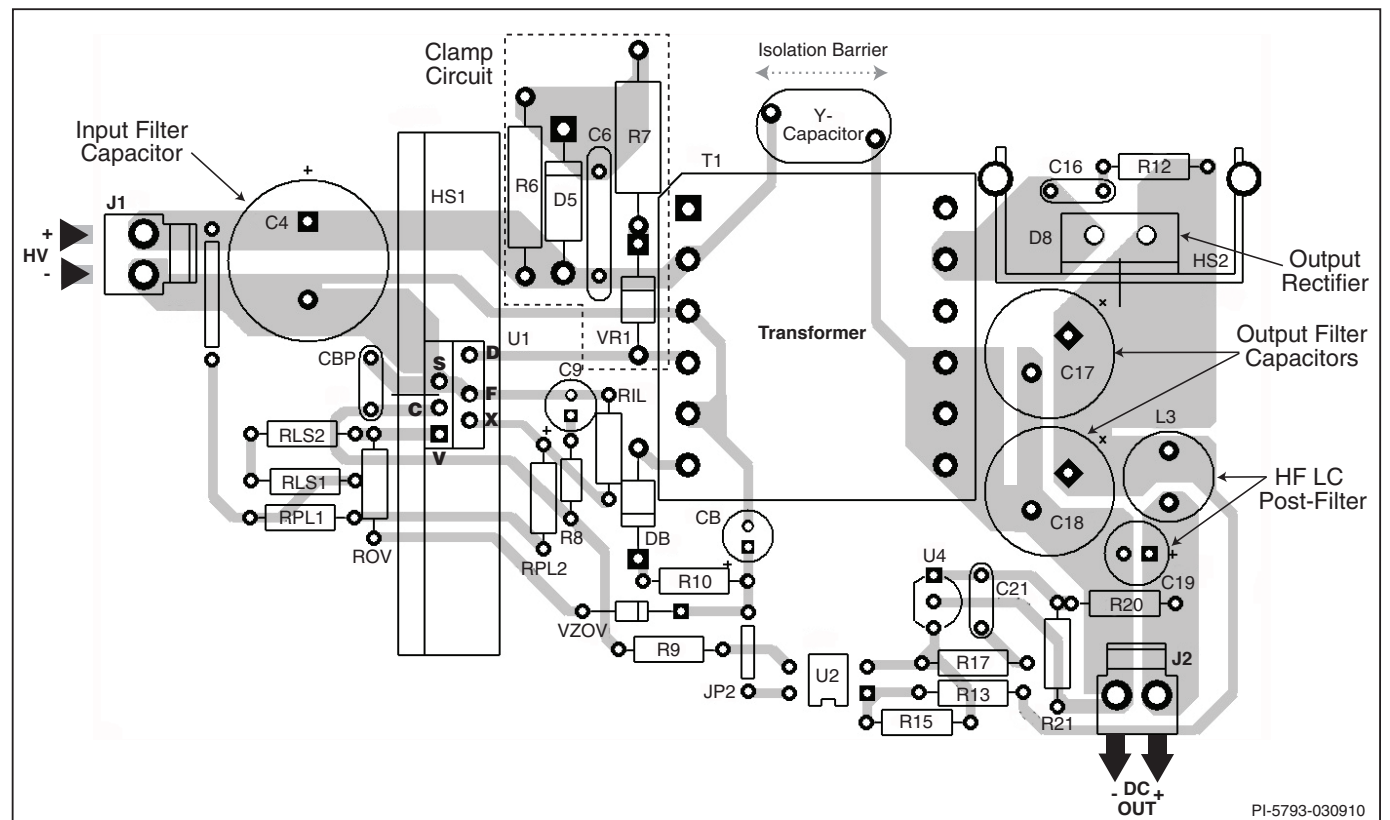 Clamp
Circuit
Isolation Barrier
Y-
Capacitor
Input Filter
Capacitor
+
J1
C4
HS1
R6
D5
C6
R7
T1
C16
R12
D8
HS2
Output
Rectifier
+
HV
-
Transformer
VR1
U1
D
S
F
C
X
V
CBP
C9
RIL
+
x
C17
Output Filter
Capacitors
x
C18
L3
HF LC
Post-Filter
+
C19
RLS2
RLS1
RPL1
ROV
RPL2
R8
DB
CB
+
R10
VZOV
R9
JP2
U2
U4
C21
R20
R17
R13
R15
R21
J2
- DC +
OUT
PI-5793-030910